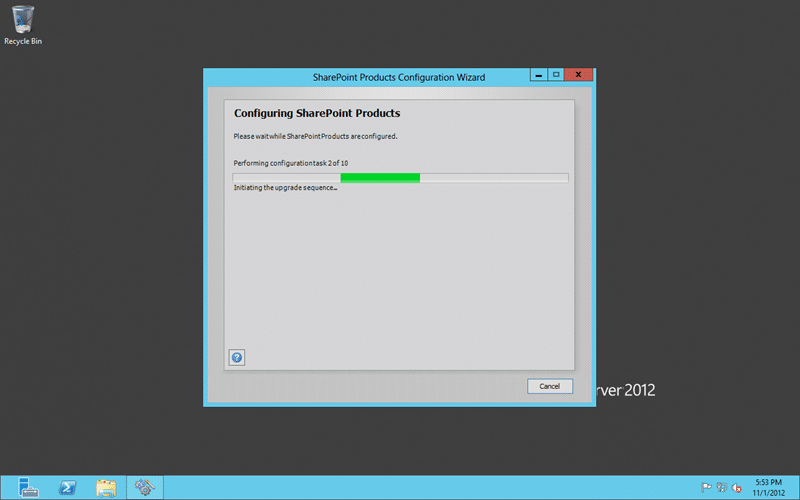 Recycle Bin
SharePoint Products Configuration Wizard
Configuring SharePoint Products
Please wait while SharePoint Products are configured.
Performing configuration task 2 of 10
Initiating the upgrade sequence...
Cancel
rver 2012
5:53 PM
11/1/2012